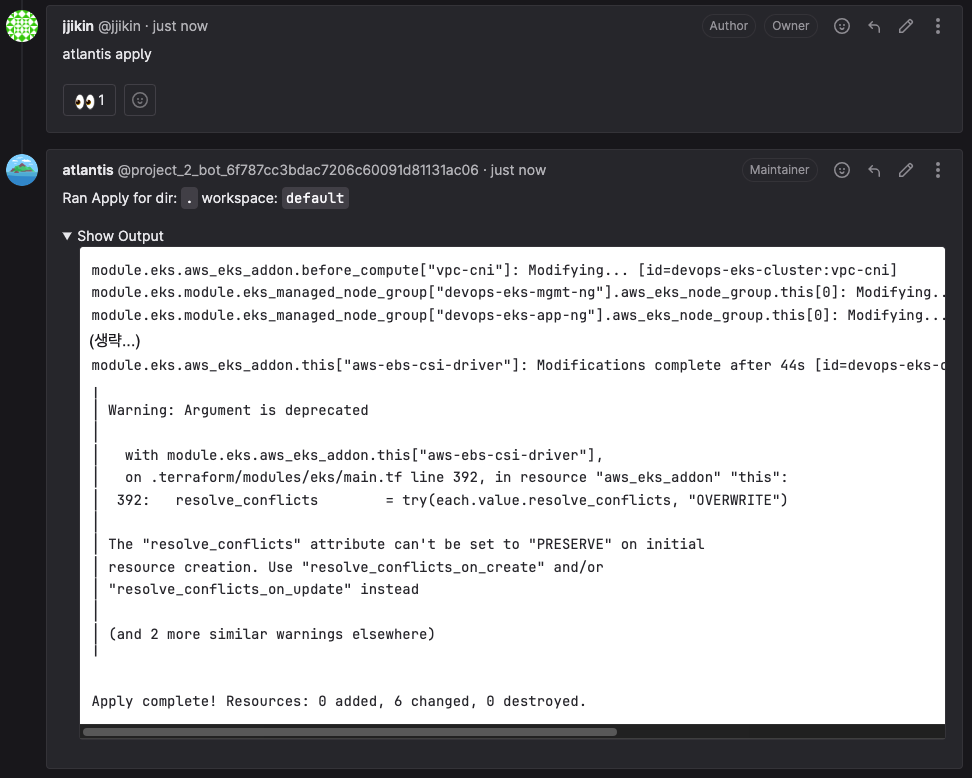 jjikin @jjikin · just now
Author
Owner
atlantis apply
1
atlantis @project_2_bot_6f787cc3bdac7206c60091d81131ac06 · just now
Maintainer
Ran Apply for dir: . workspace: default
▼ Show Output
module.eks.aws_eks_addon.before_compute["vpc-cni"]: Modifying... [id=devops-eks-cluster:vpc-cni]
module.eks.module.eks_managed_node_group["devops-eks-mgmt-ng"].aws_eks_node_group.this[0]: Modifying..
module.eks.module.eks_managed_node_group["devops-eks-app-ng"].aws_eks_node_group.this[0]: Modifying...
(생략...)
module.eks.aws_eks_addon.this["aws-ebs-csi-driver"]: Modifications complete after 44s [id=devops-eks-c
Warning: Argument is deprecated
with module.eks.aws_eks_addon.this["aws-ebs-csi-driver"],
on .terraform/modules/eks/main.tf line 392, in resource "aws_eks_addon" "this":
392: resolve_conflicts = try(each.value.resolve_conflicts, "OVERWRITE")
The "resolve_conflicts" attribute can't be set to "PRESERVE" on initial
resource creation. Use "resolve_conflicts_on_create" and/or
"resolve_conflicts_on_update" instead
(and 2 more similar warnings elsewhere)
Apply complete! Resources: 0 added, 6 changed, 0 destroyed.